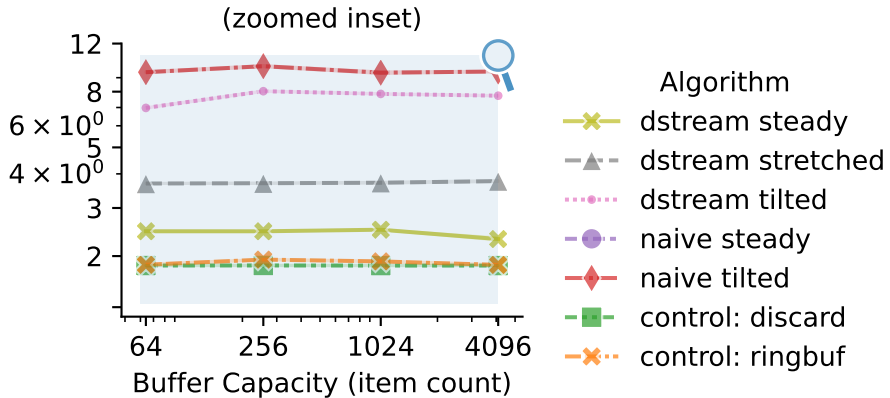 (zoomed inset)
12
8
6 × 10⁰
5
4 × 10⁰
3
2
64 256 1024 4096
Buffer Capacity (item count)
Algorithm
dstream steady
dstream stretched
dstream tilted
naive steady
naive tilted
control: discard
control: ringbuf